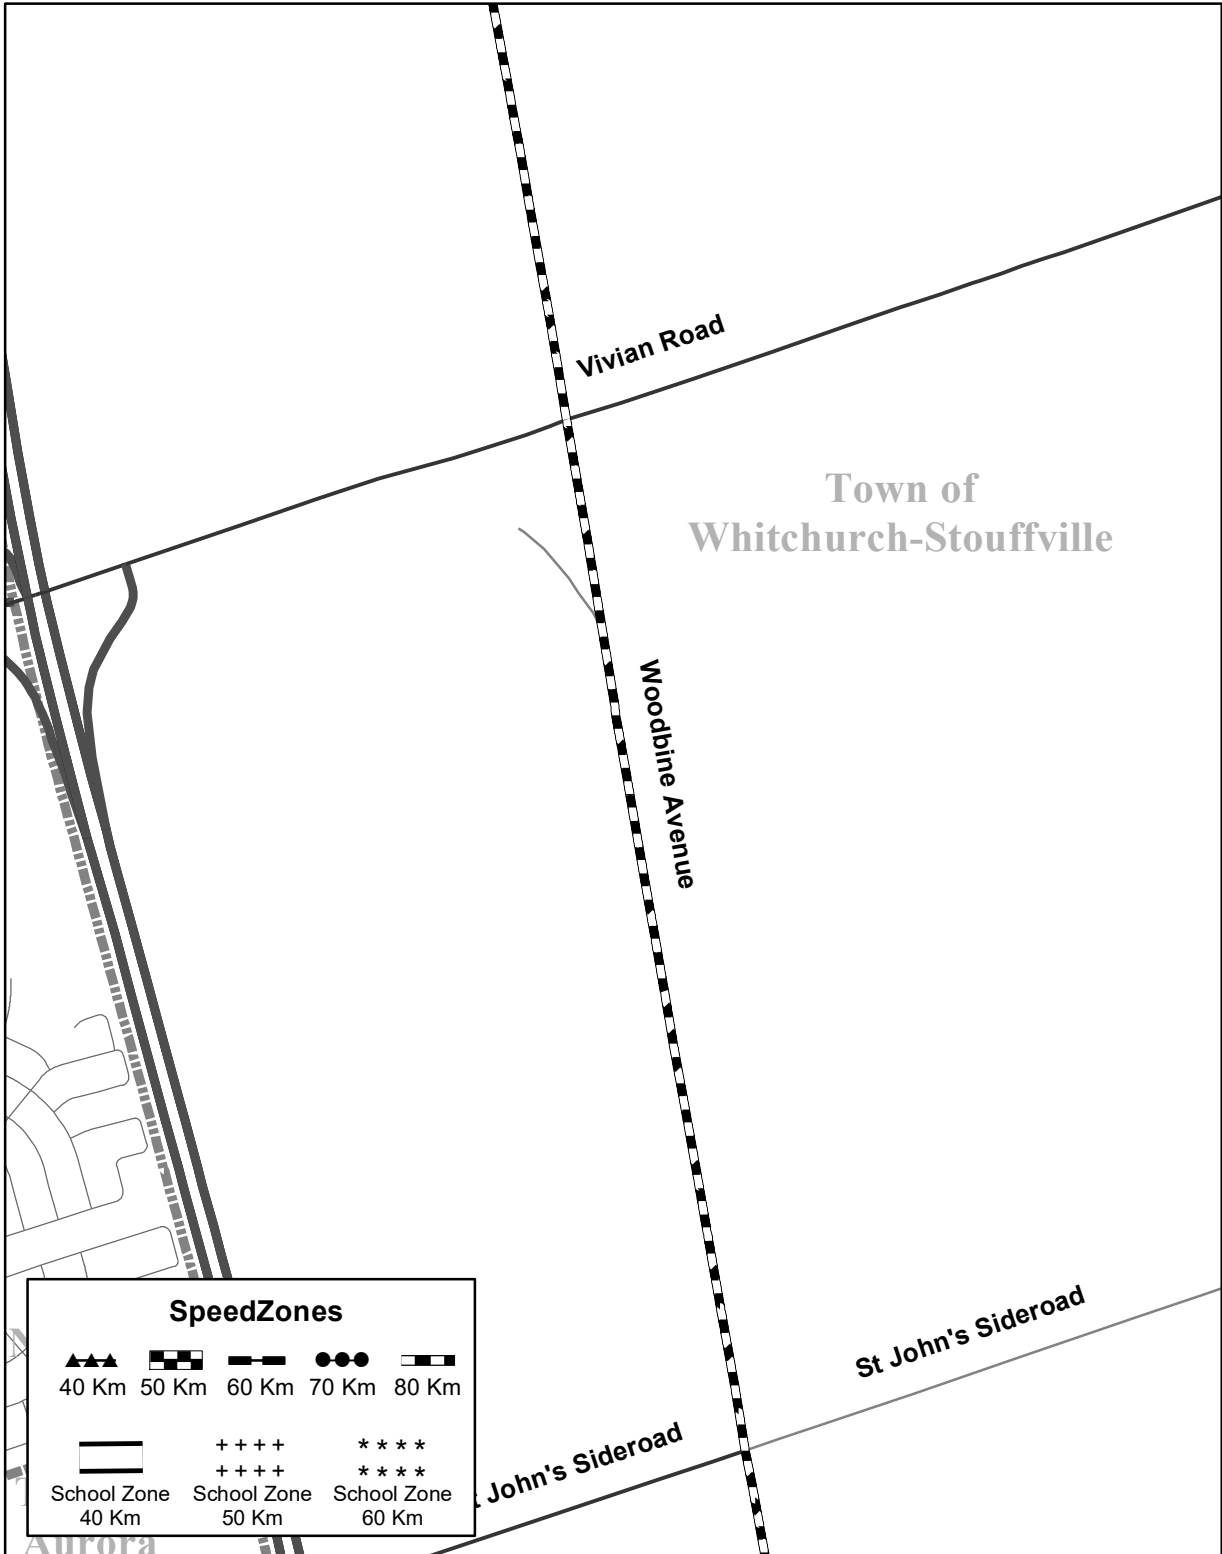 Vivian Road
Town of
Whitchurch-Stouffville
Woodbine Avenue
St John's Sideroad
John's Sideroad
SpeedZones
40 Km 50 Km 60 Km 70 Km 80 Km
School Zone School Zone School Zone
40 Km 50 Km 60 Km
Aurora